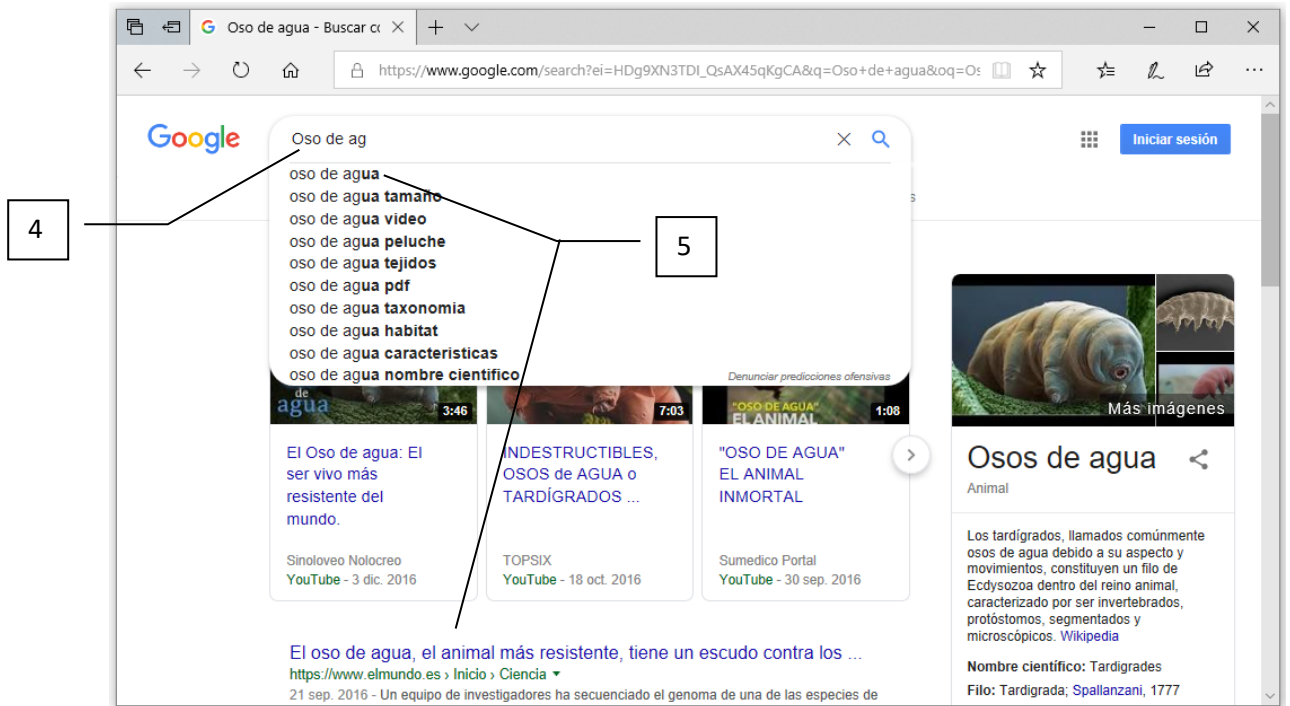 Oso de agua - Buscar co
https://www.google.com/search?ei=HDg9XN3TDI_QsAX45qKgCA&q=Oso+de+agua&oq=Os
Google
Oso de ag
Iniciar sesión
oso de agua
oso de agua tamaño
oso de agua video
oso de agua peluche
oso de agua tejidos
oso de agua pdf
oso de agua taxonomia
oso de agua habitat
oso de agua características
oso de agua nombre científico
Denunciar predicciones ofensivas
s
4
5
de
agua
3:46
7:03
"OSO DE AGUA"
EL ANIMAL
1:08
El Oso de agua: El
ser vivo más
resistente del
mundo.
Sinoloveo Nolocreo
YouTube - 3 dic. 2016
INDESTRUCTIBLES,
OSOS de AGUA o
TARDÍGRADOS ...
TOPSIX
YouTube - 18 oct. 2016
"OSO DE AGUA"
EL ANIMAL
INMORTAL
Sumedico Portal
YouTube - 30 sep. 2016
El oso de agua, el animal más resistente, tiene un escudo contra los ...
https://www.elmundo.es › Inicio › Ciencia
21 sep. 2016 - Un equipo de investigadores ha secuenciado el genoma de una de las especies de
Más imágenes
Osos de agua
Animal
Los tardígrados, llamados comúnmente
osos de agua debido a su aspecto y
movimientos, constituyen un filo de
Ecdysozoa dentro del reino animal,
caracterizado por ser invertebrados,
protóstomos, segmentados y
microscópicos. Wikipedia
Nombre científico: Tardigrades
Filo: Tardigrada; Spallanzani, 1777